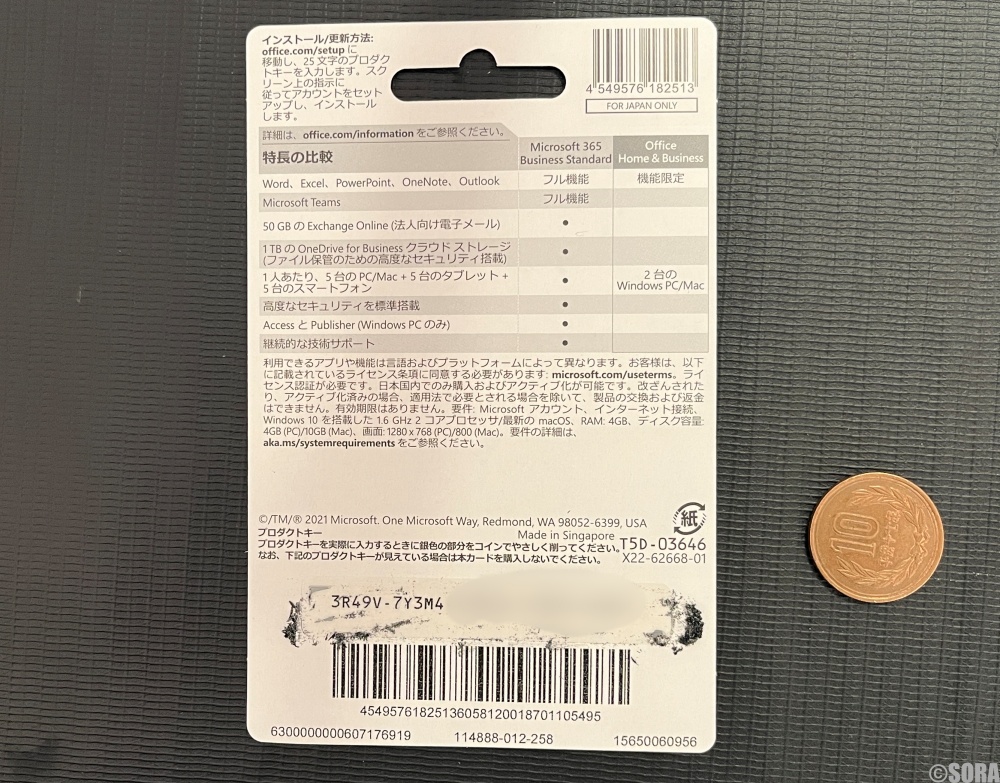 インストール/更新方法:
office.com/setup に
移動し、25 文字のプロダク
トキーを入力します。スク
リーン上の指示に
従ってアカウントをセット
アップし、インストール
します。
4 549576 182513
FOR JAPAN ONLY
詳細は、office.com/information をご参照ください。
特長の比較
Microsoft 365
Business Standard
Office
Home & Business
Word、Excel、PowerPoint、OneNote、Outlook
フル機能
機能限定
Microsoft Teams
フル機能
50 GB の Exchange Online (法人向け電子メール)
•
1 TB の OneDrive for Business クラウド ストレージ
(ファイル保管のための高度なセキュリティ搭載)
•
1 人あたり、5 台の PC/Mac + 5 台のタブレット +
5 台のスマートフォン
•
2 台の
Windows PC/Mac
高度なセキュリティを標準搭載
•
Access と Publisher (Windows PC のみ)
•
継続的な技術サポート
•
利用できるアプリや機能は言語およびプラットフォームによって異なります。お客様は、以下
に記載されているライセンス条項に同意する必要があります: microsoft.com/useterms。ライ
センス認証が必要です。日本国内でのみ購入およびアクティブ化が可能です。改ざんされた
り、アクティブ化済みの場合、適用法で必要とされる場合を除いて、製品の交換および返金
はできません。有効期限はありません。要件: Microsoft アカウント、インターネット接続、
Windows 10 を搭載した 1.6 GHz 2 コアプロセッサ/最新の macOS、RAM: 4GB、ディスク容量:
4GB (PC)/10GB (Mac)、画面: 1280 x 768 (PC)/800 (Mac)。要件の詳細は、
aka.ms/systemrequirements をご参照ください。
紙
©/TM/® 2021 Microsoft. One Microsoft Way, Redmond, WA 98052-6399, USA
プロダクトキー
Made in Singapore
プロダクトキーを実際に入力するときに銀色の部分をコインでやさしく削ってください。
T5D-03646
なお、下記のプロダクトキーが見えている場合は本カードを購入しないでください。
X22-62668-01
3R49V-7Y3M4
4549576182513605812001870110549​5
6300000000607176919
114888-012-258
15650060956
10
©SORA